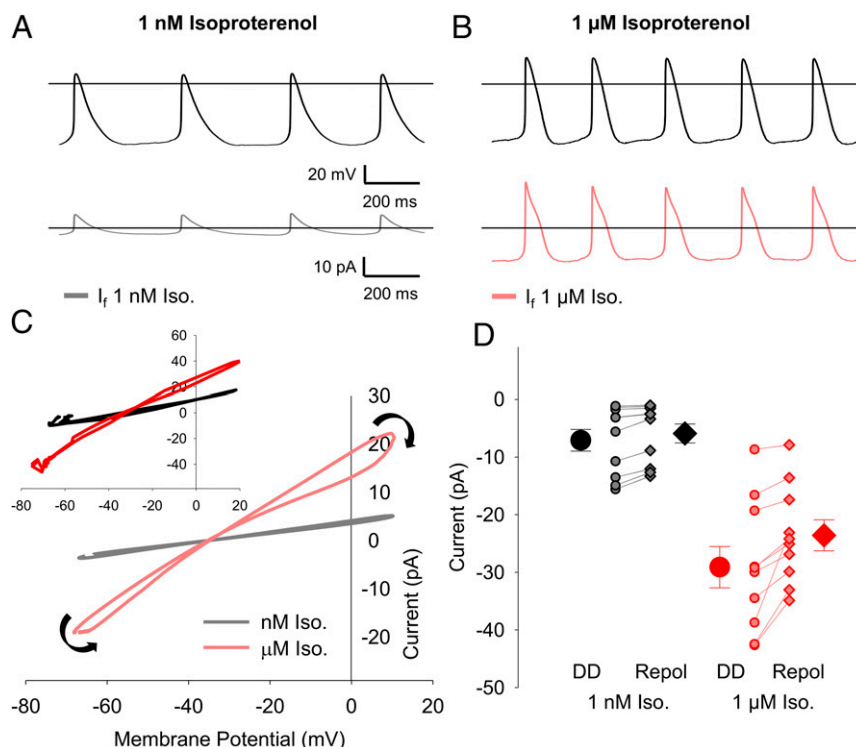 A
1 nM Isoproterenol
20 mV
200 ms
10 pA
200 ms
I_f 1 nM Iso.
B
1 µM Isoproterenol
I_f 1 µM Iso.
C
60
40
20
0
-20
-40
-80 -60 -40 -20 0 20
30
20
10
0
-10
-20
Current (pA)
nM Iso.
µM Iso.
-80 -60 -40 -20 0 20
Membrane Potential (mV)
D
0
-10
-20
-30
-40
-50
Current (pA)
DD Repol DD Repol
1 nM Iso. 1 µM Iso.